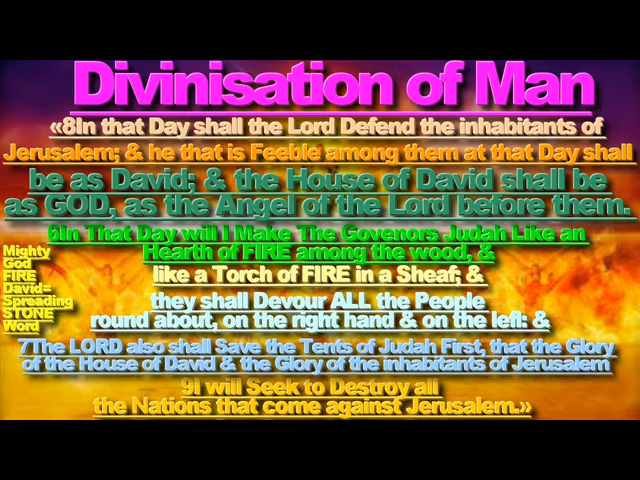 Divinisation of Man
«8In that Day shall the Lord Defend the inhabitants of
Jerusalem; & he that is Feeble among them at that Day shall
be as David; & the House of David shall be
as GOD, as the Angel of the Lord before them.
6In That Day will I Make The Govenors Judah Like an
Hearth of FIRE among the wood, &
like a Torch of FIRE in a Sheaf; &
they shall Devour ALL the People
round about, on the right hand & on the left: &
Mighty
God
FIRE
David=
Spreading
STONE
Word
7The LORD also shall Save the Tents of Judah First, that the Glory
of the House of David & the Glory of the inhabitants of Jerusalem
9I will Seek to Destroy all
the Nations that come against Jerusalem.»